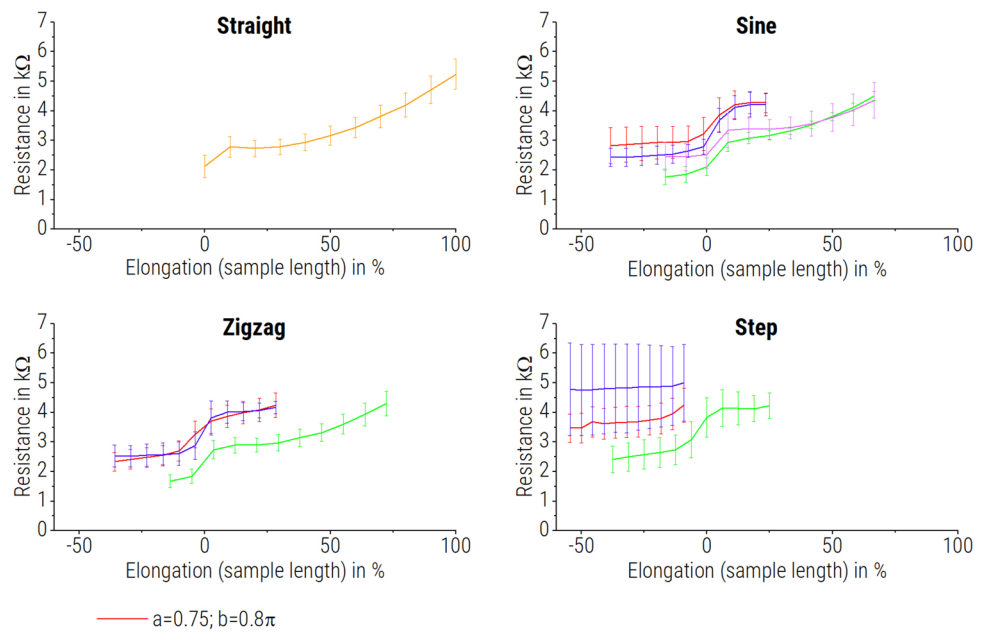 Straight
7
6
5
4
3
2
1
0
Resistance in kΩ
-50 0 50 100
Elongation (sample length) in %
Sine
7
6
5
4
3
2
1
0
Resistance in kΩ
-50 0 50 100
Elongation (sample length) in %
Zigzag
7
6
5
4
3
2
1
0
Resistance in kΩ
-50 0 50 100
Elongation (sample length) in %
Step
7
6
5
4
3
2
1
0
Resistance in kΩ
-50 0 50 100
Elongation (sample length) in %
a=0.75; b=0.8π